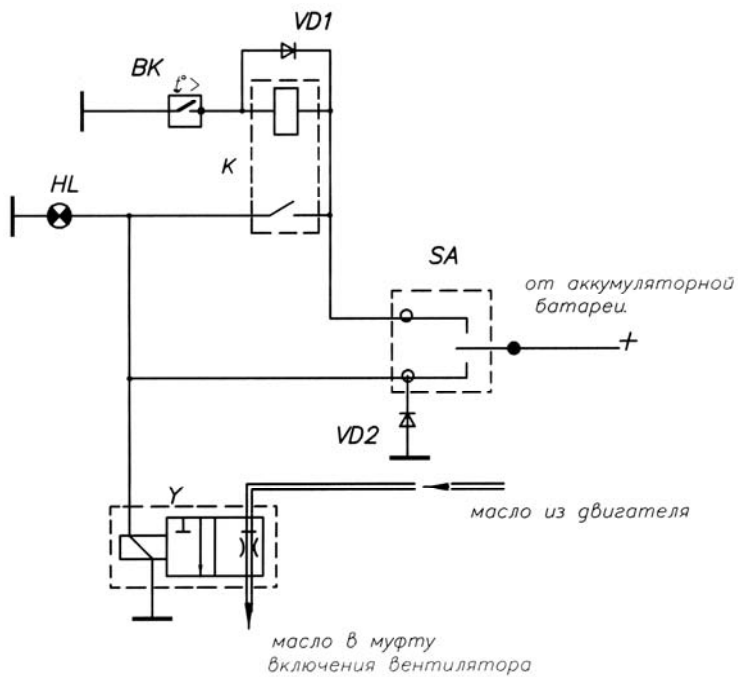 VD1
BK
t°>
K
HL
SA
от аккумуляторной
батареи.
+
VD2
Y
масло из двигателя
масло в муфту
включения вентилятора